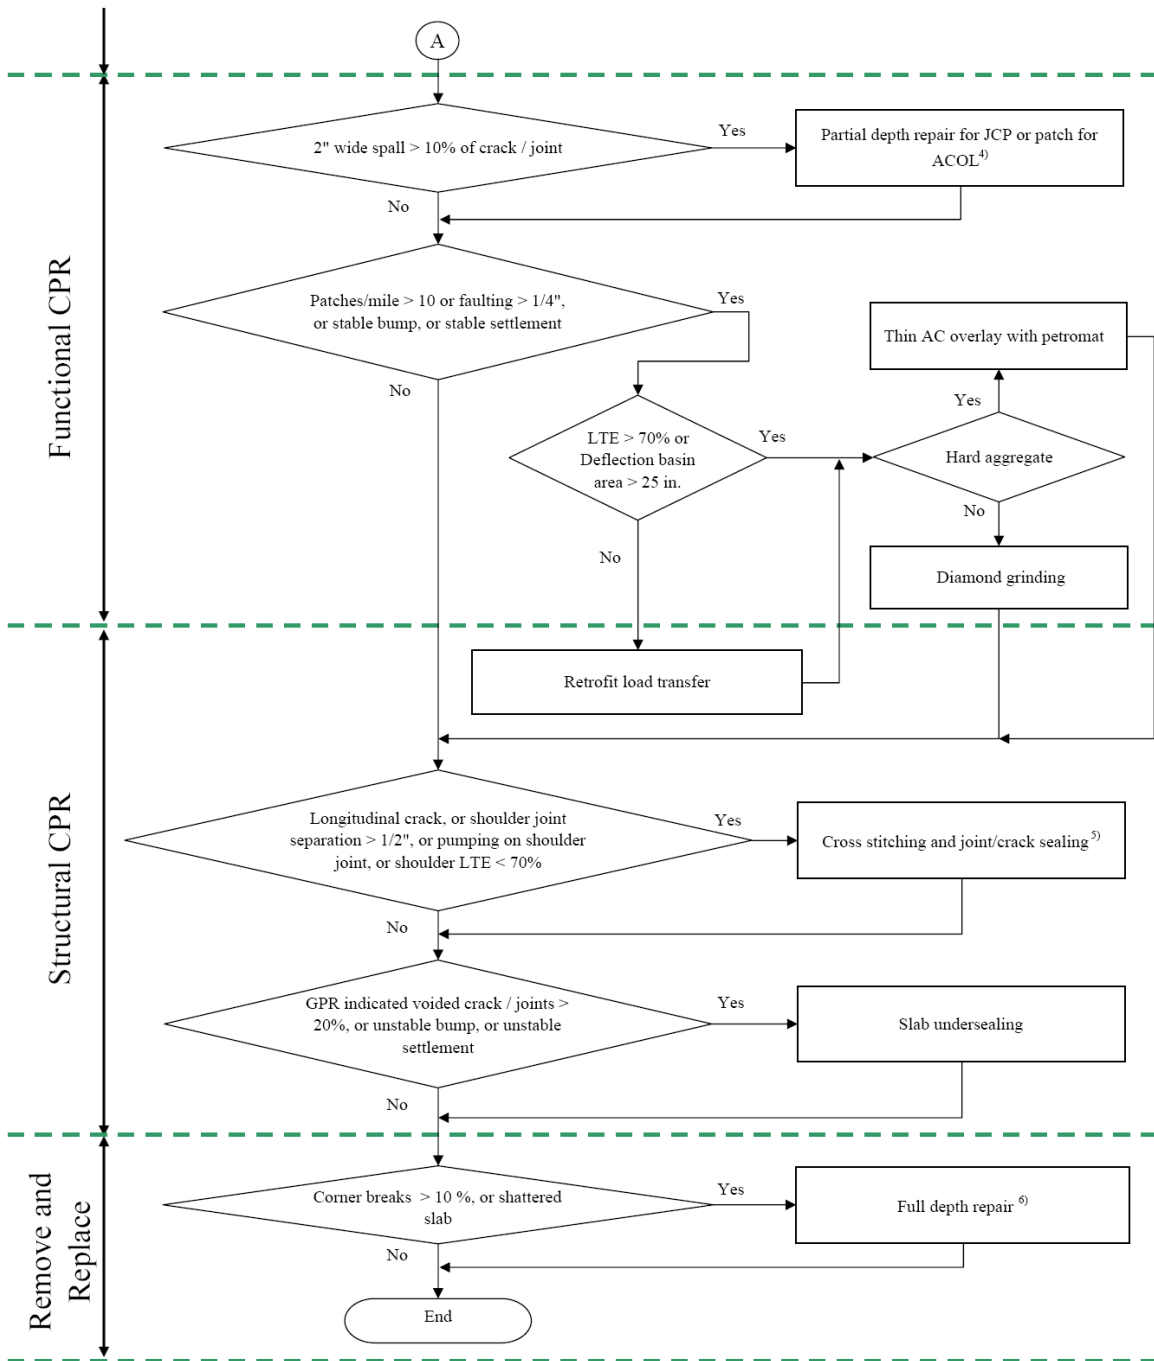 A
2" wide spall > 10% of crack / joint
Yes
Partial depth repair for JCP or patch for
ACOL4)
No
Functional CPR
Patches/mile > 10 or faulting > 1/4",
or stable bump, or stable settlement
Yes
No
Thin AC overlay with petromat
Yes
LTE > 70% or
Deflection basin
area > 25 in.
Yes
Hard aggregate
No
No
Diamond grinding
Retrofit load transfer
Structural CPR
Longitudinal crack, or shoulder joint
separation > 1/2", or pumping on shoulder
joint, or shoulder LTE < 70%
Yes
Cross stitching and joint/crack sealing5)
No
GPR indicated voided crack / joints >
20%, or unstable bump, or unstable
settlement
Yes
Slab undersealing
No
Remove and
Replace
Corner breaks > 10 %, or shattered
slab
Yes
Full depth repair 6)
No
End